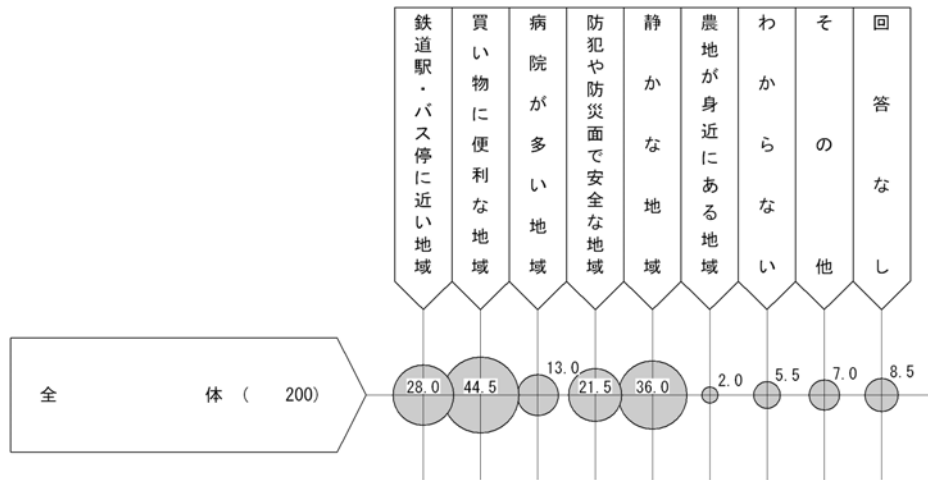 鉄道駅・バス停に近い地域
買い物に便利な地域
病院が多い地域
防犯や防災面で安全な地域
静かな地域
農地が身近にある地域
わからない
その他
回答なし
全体 ( 200)
28.0
44.5
13.0
21.5
36.0
2.0
5.5
7.0
8.5